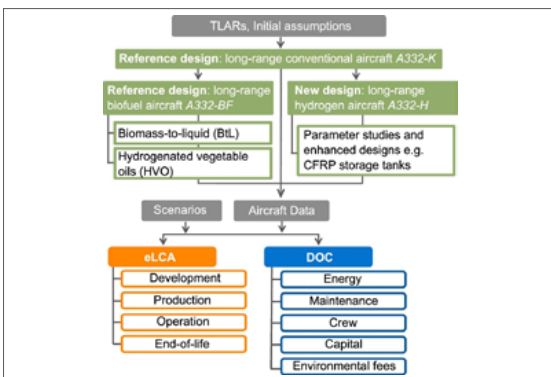 TLARs, Initial assumptions
Reference design: long-range conventional aircraft A332-K
Reference design: long-range
biofuel aircraft A332-BF
New design: long-range
hydrogen aircraft A332-H
Biomass-to-liquid (BtL)
Hydrogenated vegetable
oils (HVO)
Parameter studies and
enhanced designs e.g.
CFRP storage tanks
Scenarios
Aircraft Data
eLCA
Development
Production
Operation
End-of-life
DOC
Energy
Maintenance
Crew
Capital
Environmental fees